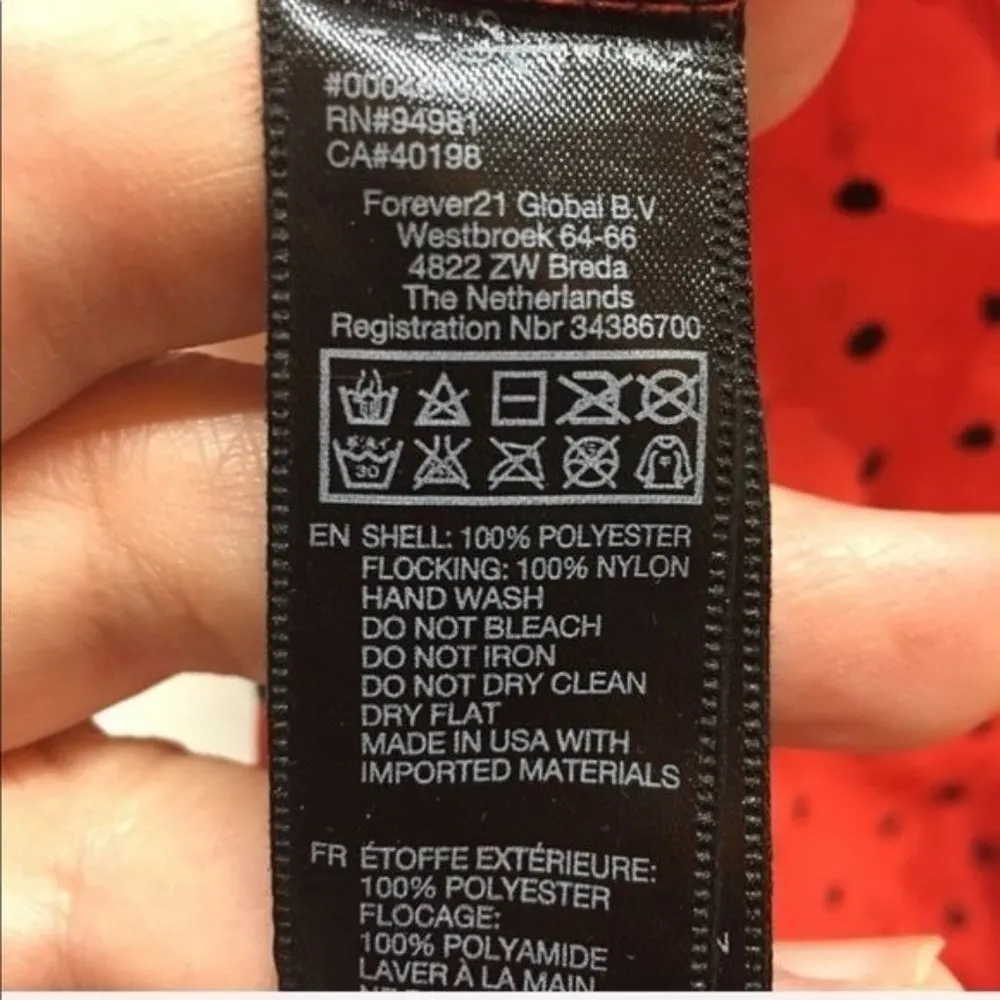 RN#94981
CA#40198
Forever21 Global B.V.
Westbroek 64-66
4822 ZW Breda
The Netherlands
Registration Nbr 34386700
30
EN SHELL: 100% POLYESTER
FLOCKING: 100% NYLON
HAND WASH
DO NOT BLEACH
DO NOT IRON
DO NOT DRY CLEAN
DRY FLAT
MADE IN USA WITH
IMPORTED MATERIALS
FR ÉTOFFE EXTÉRIEURE:
100% POLYESTER
FLOCAGE:
100% POLYAMIDE
LAVER À LA MAIN